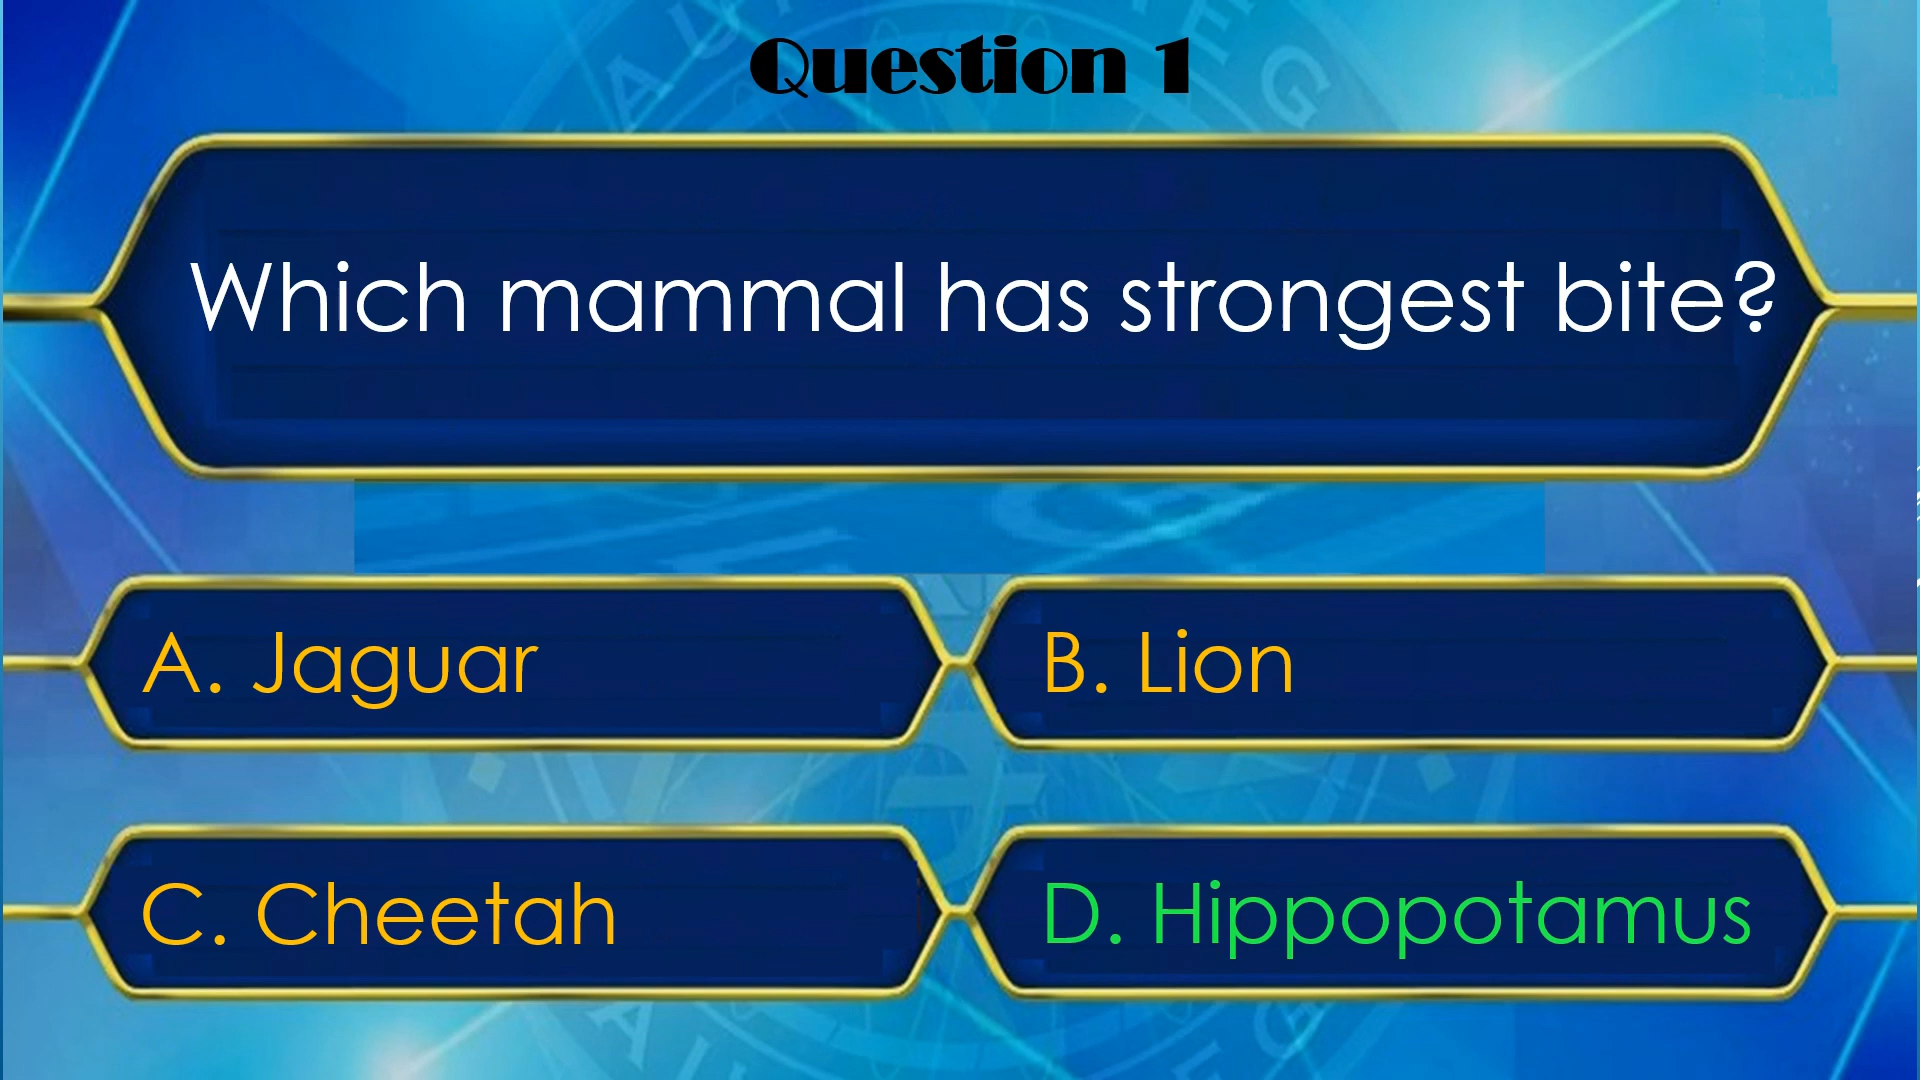 Question 1
Which mammal has strongest bite?
A. Jaguar
B. Lion
C. Cheetah
D. Hippopotamus